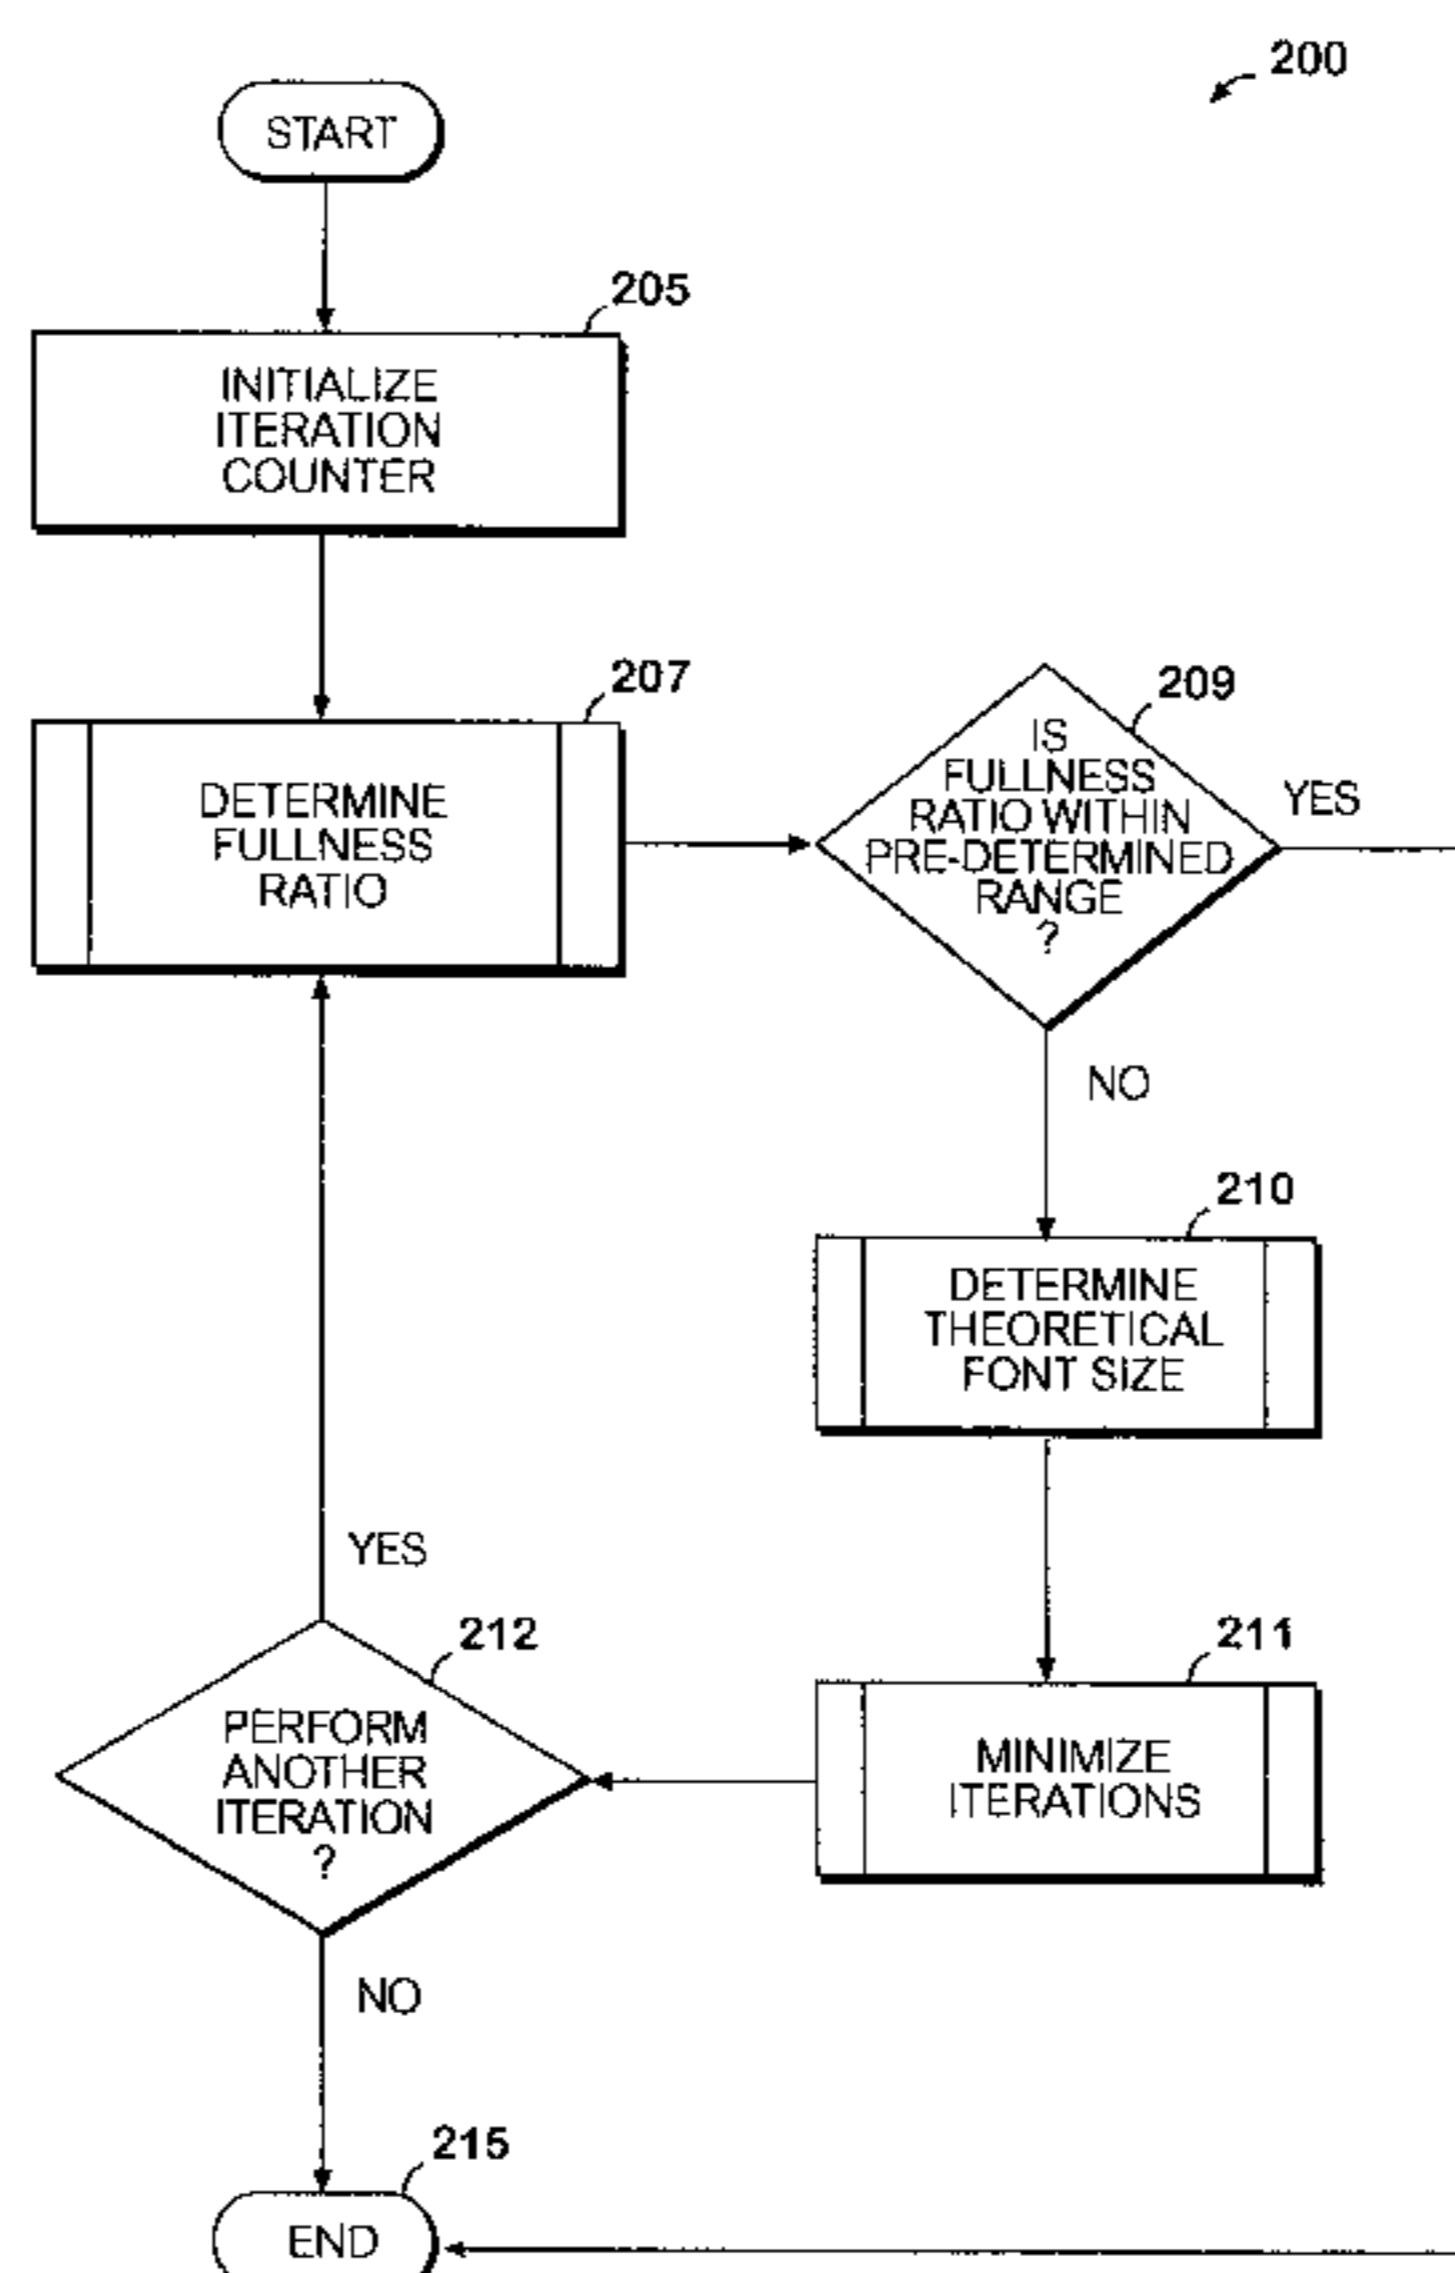 200
START
205
INITIALIZE
ITERATION
COUNTER
207
DETERMINE
FULLNESS
RATIO
209
IS
FULLNESS
RATIO WITHIN
PRE-DETERMINED
RANGE
?
YES
NO
210
DETERMINE
THEORETICAL
FONT SIZE
211
MINIMIZE
ITERATIONS
YES
212
PERFORM
ANOTHER
ITERATION
?
NO
215
END